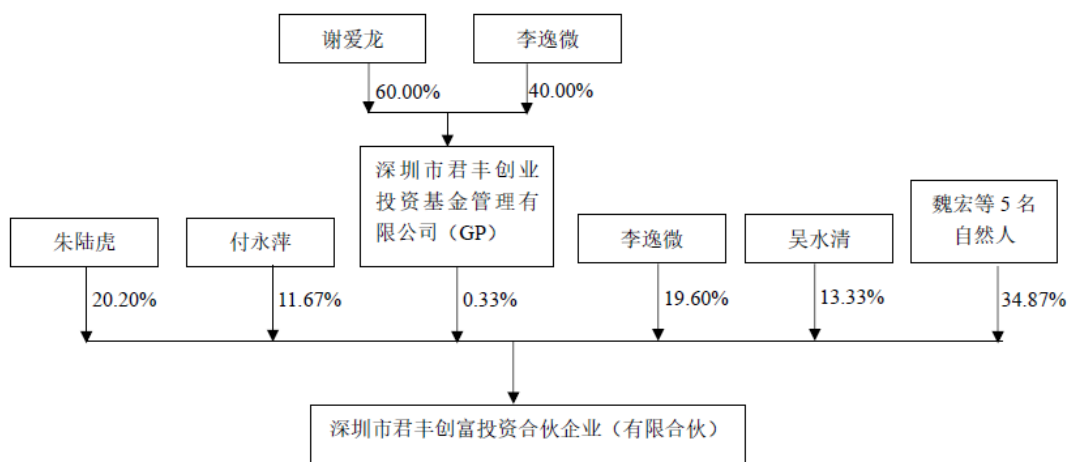 谢爱龙
李逸微
60.00%
40.00%
深圳市君丰创业
投资基金管理有
限公司（GP）
朱陆虎
付永萍
李逸微
吴水清
魏宏等 5 名
自然人
20.20%
11.67%
0.33%
19.60%
13.33%
34.87%
深圳市君丰创富投资合伙企业（有限合伙）